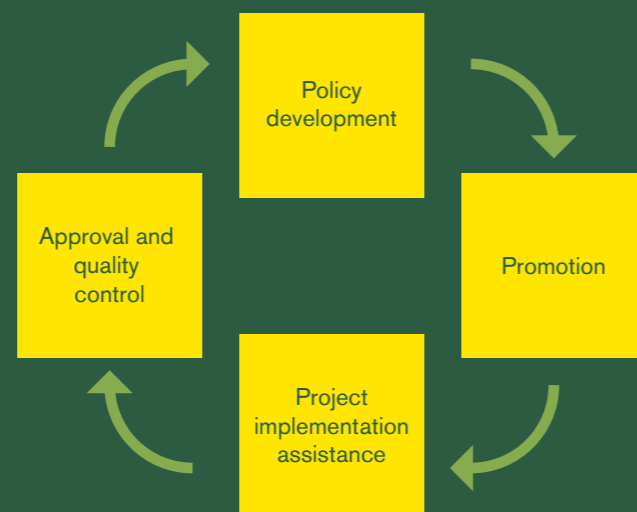 Policy
development
Approval and
quality
control
Promotion
Project
implementation
assistance